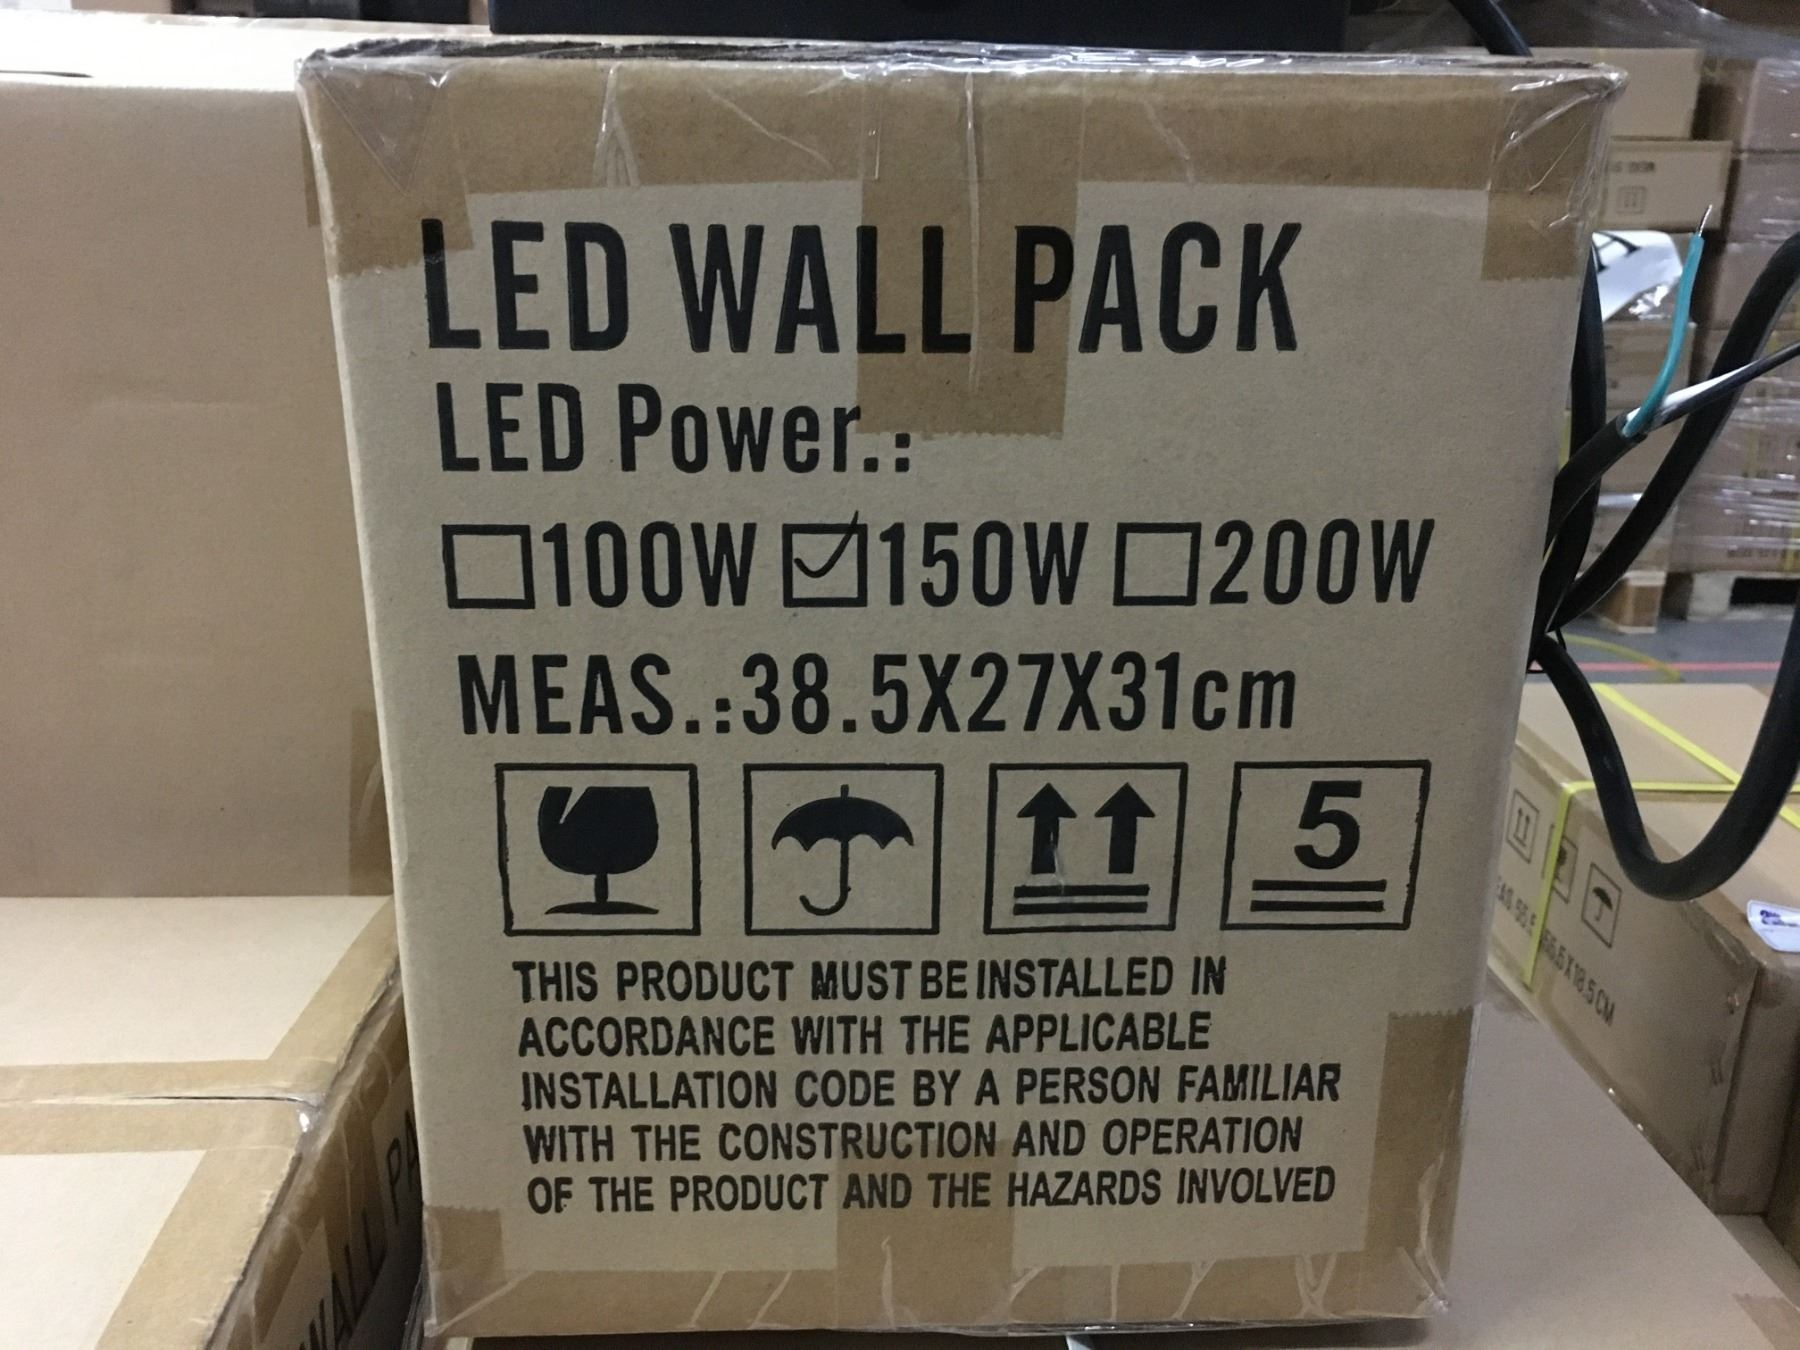 LED WALL PACK
LED Power.:
100W 150W 200W
MEAS.:38.5X27X31cm
5
THIS PRODUCT MUST BE INSTALLED IN
ACCORDANCE WITH THE APPLICABLE
INSTALLATION CODE BY A PERSON FAMILIAR
WITH THE CONSTRUCTION AND OPERATION
OF THE PRODUCT AND THE HAZARDS INVOLVED
WALL PA